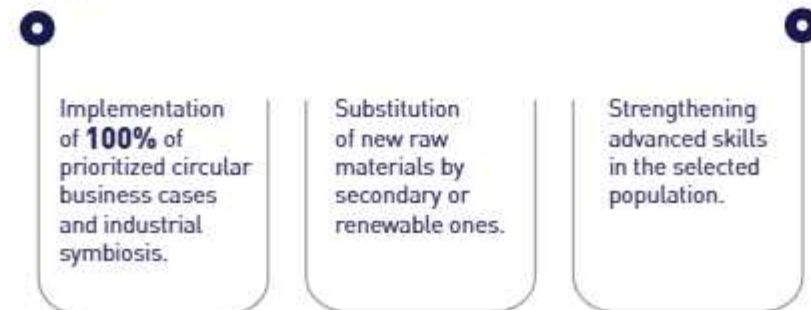 Implementation
of 100% of
prioritized circular
business cases
and industrial
symbiosis.
Substitution
of new raw
materials by
secondary or
renewable ones.
Strengthening
advanced skills
in the selected
population.